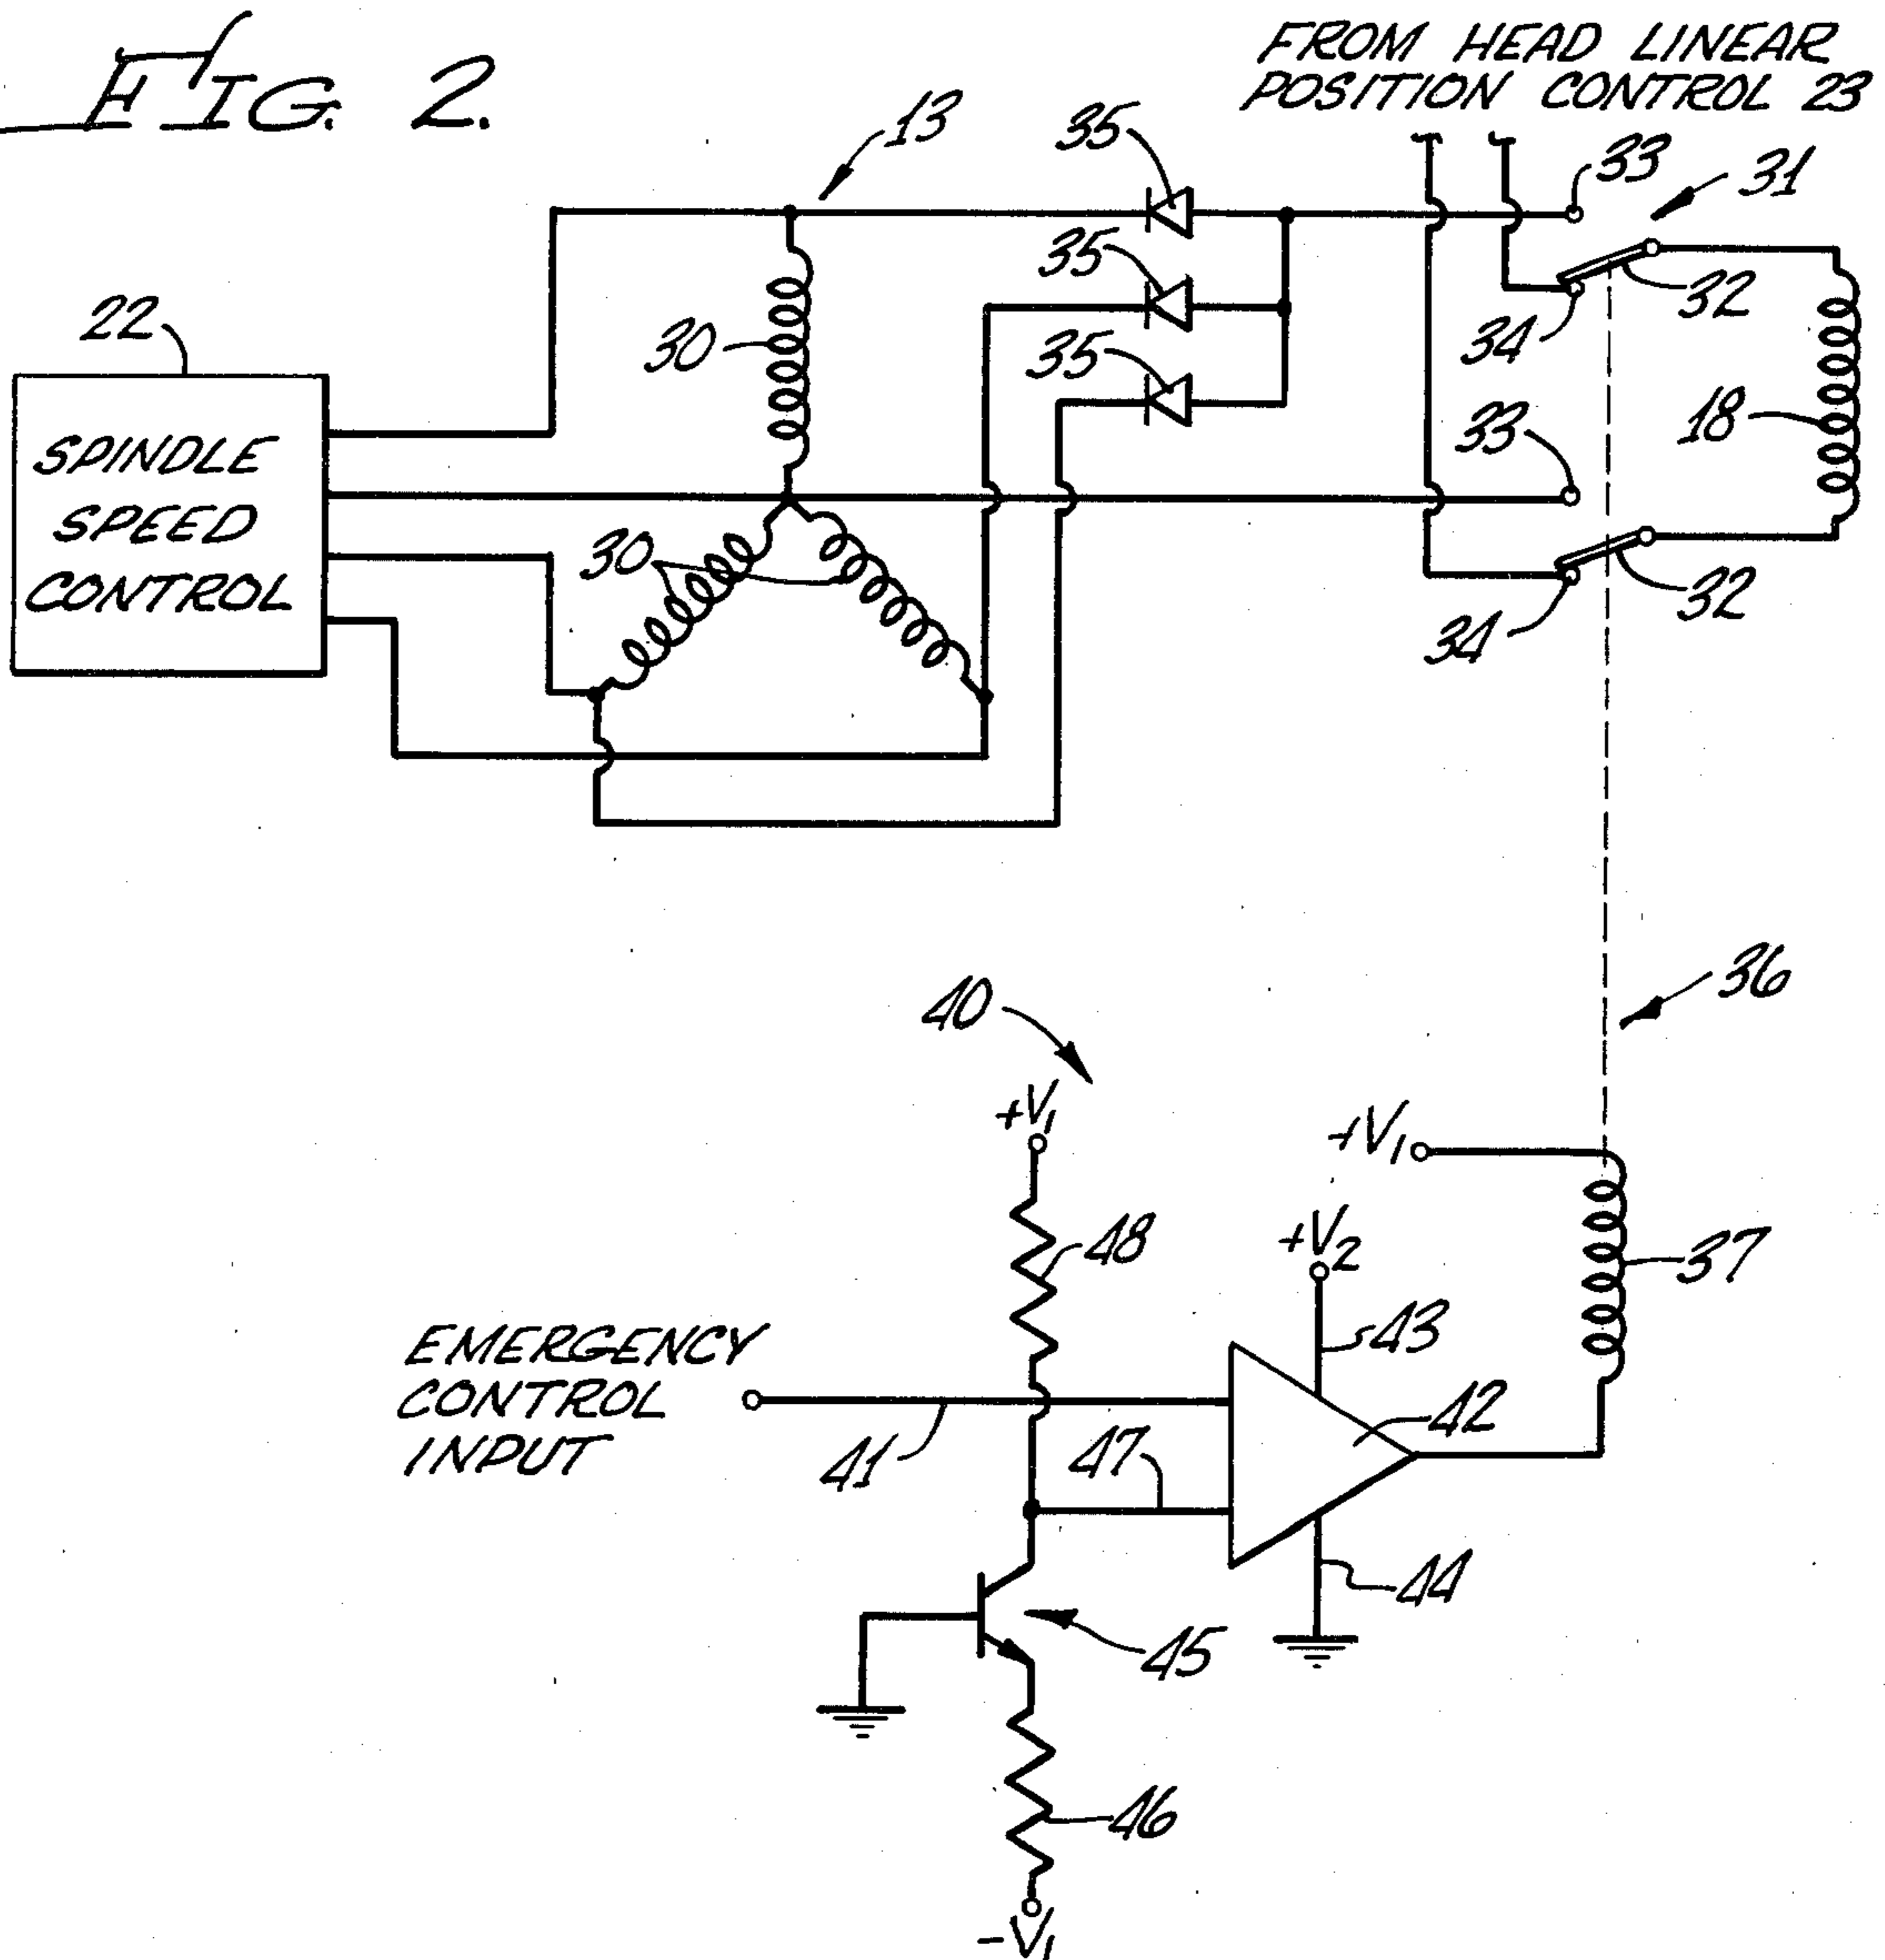 FIG. 2.
FROM HEAD LINEAR
POSITION CONTROL 23
13
35
33
31
35
32
22
30
34
35
18
33
SPINDLE
SPEED
CONTROL
30
32
34
36
40
+V1
+V1
48
+V2
37
43
EMERGENCY
CONTROL
INPUT
42
41
47
44
45
46
-V1